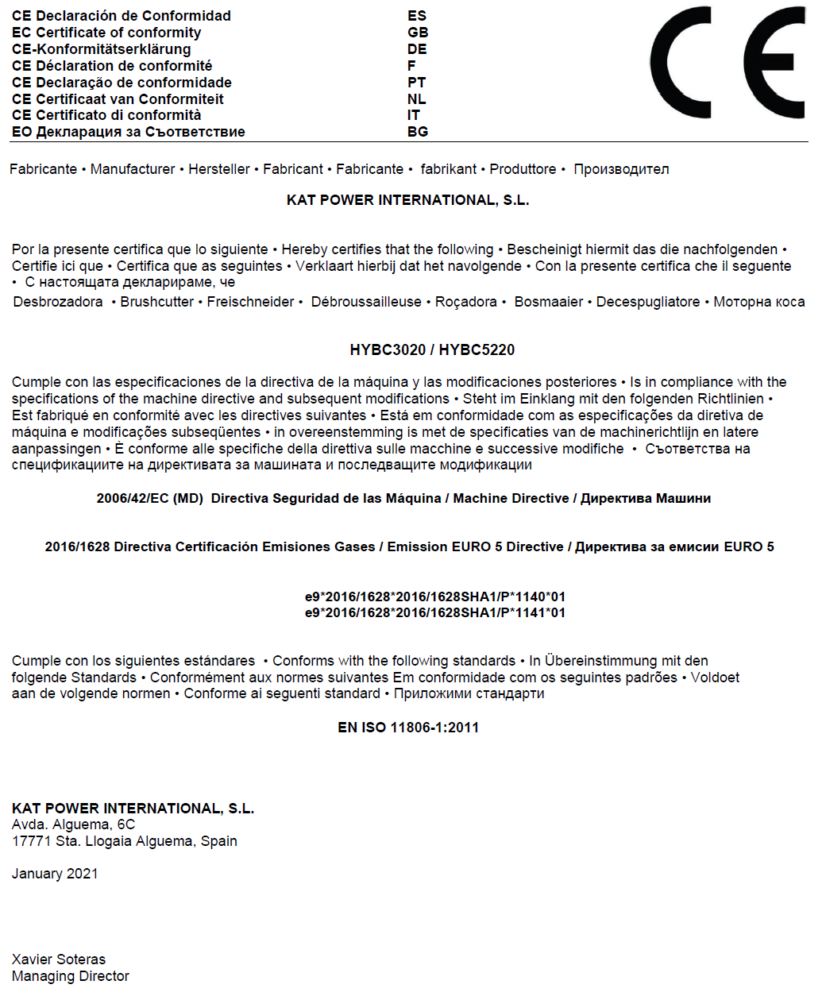 CE Declaración de Conformidad ES
EC Certificate of conformity GB
CE-Konformitätserklärung DE
CE Déclaration de conformité F
CE Declaração de conformidade PT
CE Certificaat van Conformiteit NL
CE Certificato di conformità IT
ЕО Декларация за Съответствие BG
CE
Fabricante • Manufacturer • Hersteller • Fabricant • Fabricante • fabrikant • Produttore • Производител
KAT POWER INTERNATIONAL, S.L.
Por la presente certifica que lo siguiente • Hereby certifies that the following • Bescheinigt hiermit das die nachfolgenden •
Certifie ici que • Certifica que as seguintes • Verklaart hierbij dat het navolgende • Con la presente certifica che il seguente
• С настоящата декларираме, че
Desbrozadora • Brushcutter • Freischneider • Débroussailleuse • Roçadora • Bosmaaier • Decespugliatore • Моторна коса
HYBC3020 / HYBC5220
Cumple con las especificaciones de la directiva de la máquina y las modificaciones posteriores • Is in compliance with the
specifications of the machine directive and subsequent modifications • Steht im Einklang mit den folgenden Richtlinien •
Est fabriqué en conformité avec les directives suivantes • Está em conformidade com as especificações da diretiva de
máquina e modificações subseqüentes • in overeenstemming is met de specificaties van de machinerichtlijn en latere
aanpassingen • È conforme alle specifiche della direttiva sulle macchine e successive modifiche • Съответства на
спецификациите на директивата за машината и последващите модификации
2006/42/EC (MD) Directiva Seguridad de las Máquina / Machine Directive / Директива Машини
2016/1628 Directiva Certificación Emisiones Gases / Emission EURO 5 Directive / Директива за емисии EURO 5
e9*2016/1628*2016/1628SHA1/P*1140*01
e9*2016/1628*2016/1628SHA1/P*1141*01
Cumple con los siguientes estándares • Conforms with the following standards • In Übereinstimmung mit den
folgende Standards • Conformément aux normes suivantes Em conformidade com os seguintes padrões • Voldoet
aan de volgende normen • Conforme ai seguenti standard • Приложими стандарти
EN ISO 11806-1:2011
KAT POWER INTERNATIONAL, S.L.
Avda. Alguema, 6C
17771 Sta. Llogaia Alguema, Spain
January 2021
Xavier Soteras
Managing Director